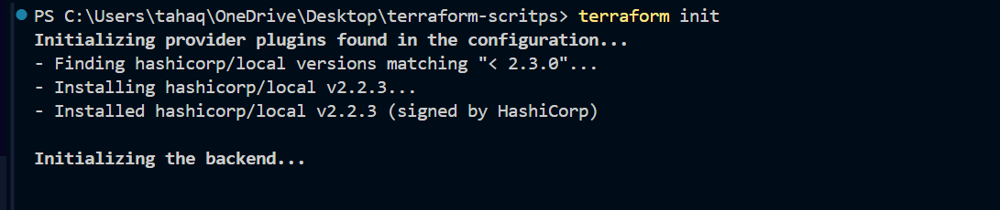 PS C:\Users\tahaq\OneDrive\Desktop\terraform-scritps> terraform init
Initializing provider plugins found in the configuration...
- Finding hashicorp/local versions matching "< 2.3.0"...
- Installing hashicorp/local v2.2.3...
- Installed hashicorp/local v2.2.3 (signed by HashiCorp)
Initializing the backend...